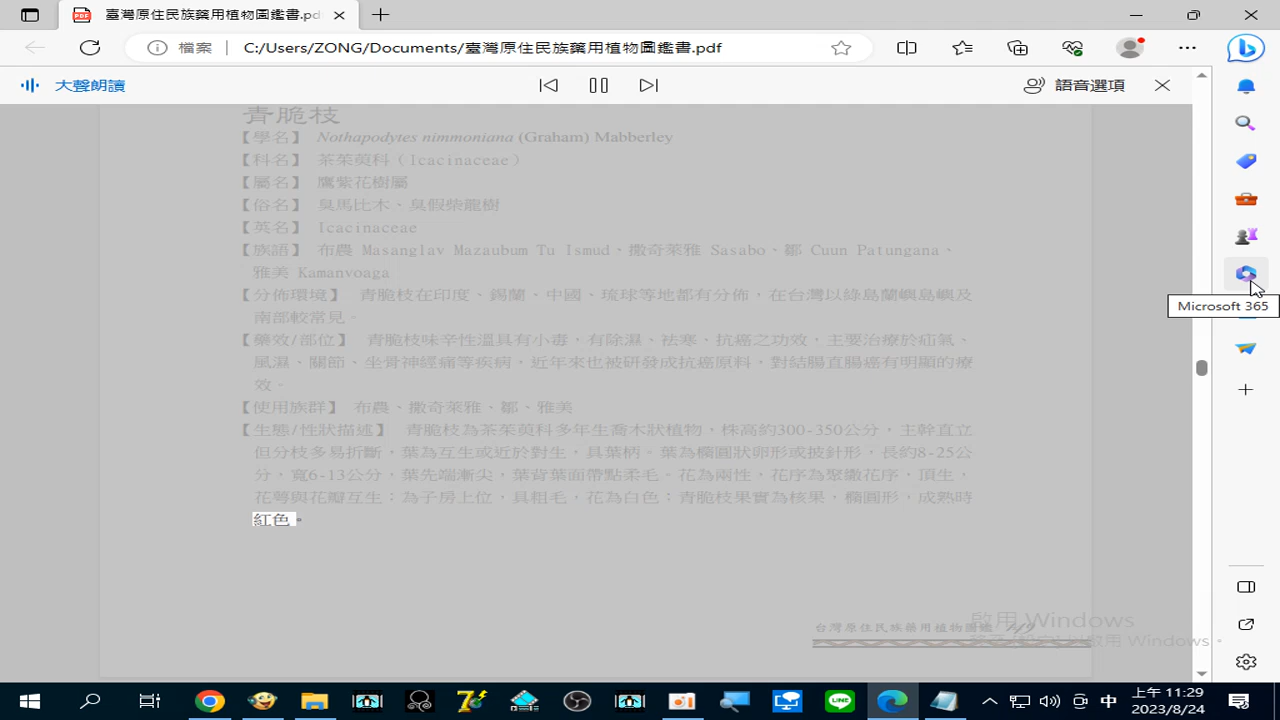 臺灣原住民族藥用植物圖鑑書.pd
檔案
C:/Users/ZONG/Documents/臺灣原住民族藥用植物圖鑑書.pdf
大聲朗讀
語音選項
青脆枝
【學名】 Nothapodytes nimmoniana (Graham) Mabberley
【科名】 茶茱萸科（Icacinaceae）
【屬名】 鷹紫花樹屬
【俗名】 臭馬比木、臭假柴龍樹
【英名】 Icacinaceae
【族語】 布農 Masanglav Mazaubum Tu Ismud、撒奇萊雅 Sasabo、鄒 Cuun Patungana、
雅美 Kamanvoaga
【分佈環境】 青脆枝在印度、錫蘭、中國、琉球等地都有分佈，在台灣以綠島蘭嶼島嶼及
南部較常見。
【藥效/部位】 青脆枝味辛性溫具有小毒，有除濕、袪寒、抗癌之功效，主要治療於疝氣、
風濕、關節、坐骨神經痛等疾病，近年來也被研發成抗癌原料，對結腸直腸癌有明顯的療
效。
【使用族群】 布農、撒奇萊雅、鄒、雅美
【生態/性狀描述】 青脆枝為茶茱萸科多年生喬木狀植物，株高約300-350公分，主幹直立
但分枝多易折斷，葉為互生或近於對生，具葉柄。葉為橢圓狀卵形或披針形，長約8-25公
分，寬6-13公分，葉先端漸尖，葉背葉面帶點柔毛。花為兩性，花序為聚繖花序，頂生，
花萼與花瓣互生；為子房上位，具粗毛，花為白色；青脆枝果實為核果，橢圓形，成熟時
紅色。
台灣原住民族藥用植物圖鑑 149
啟用 Windows
Microsoft 365
中
上午 11:29
2023/8/24